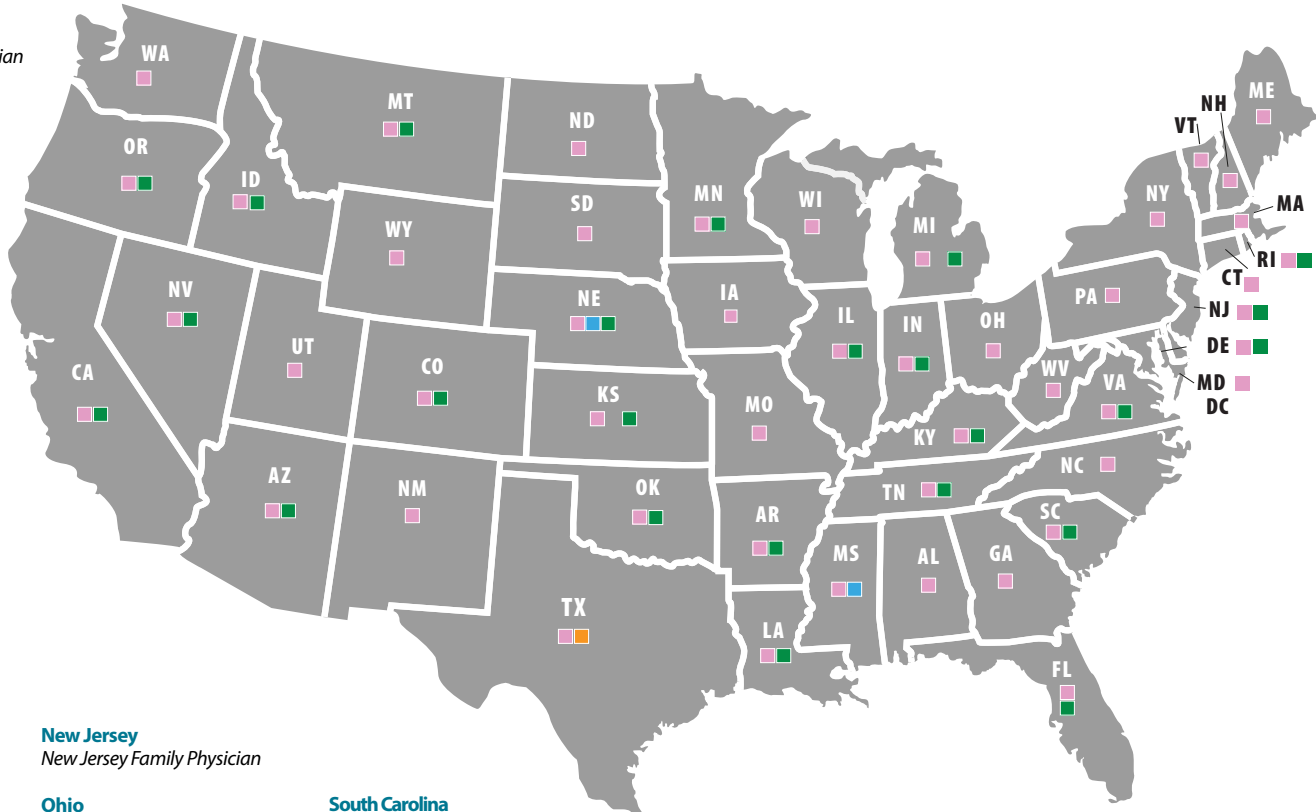 ian
WA
MT
ND
MN
OR
ID
WY
SD
WI
MI
NY
VT
NH
ME
MA
RI
CT
NV
UT
CA
CO
NE
IA
IL
IN
OH
PA
NJ
DE
MD
DC
WV
VA
KS
MO
KY
AZ
NM
OK
AR
TN
NC
SC
MS
AL
GA
TX
LA
FL
New Jersey
New Jersey Family Physician
Ohio
South Carolina